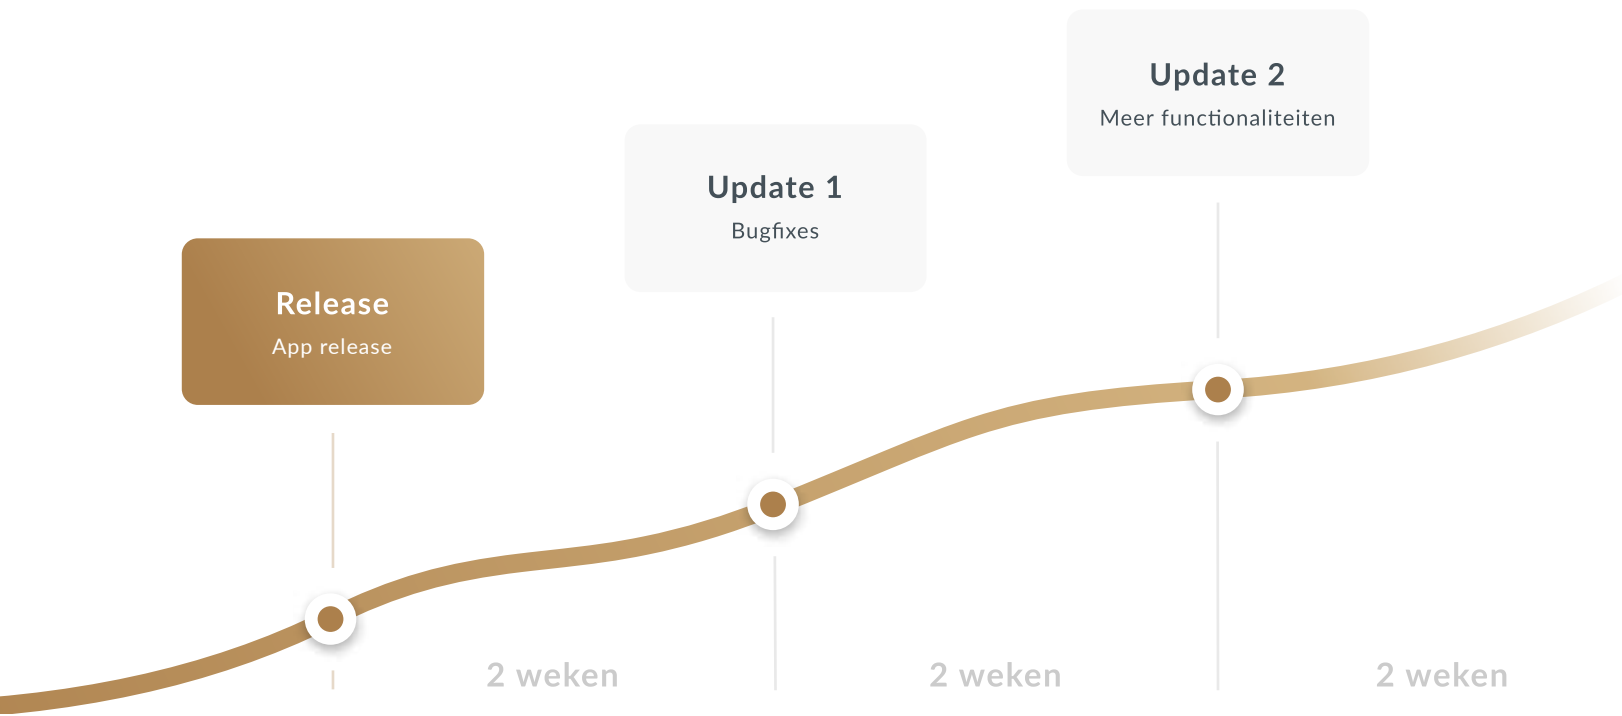 Release
App release
Update 1
Bugfixes
Update 2
Meer functionaliteiten
2 weken
2 weken
2 weken